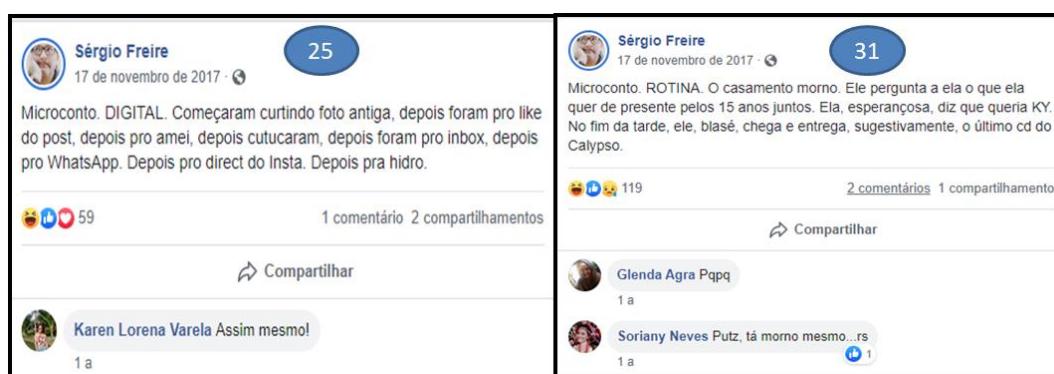 Sérgio Freire
25
17 de novembro de 2017 ·
Microconto. DIGITAL. Começaram curtindo foto antiga, depois foram pro like
do post, depois pro amei, depois cutucaram, depois foram pro inbox, depois
pro WhatsApp. Depois pro direct do Insta. Depois pra hidro.
59
1 comentário 2 compartilhamentos
Compartilhar
Karen Lorena Varela Assim mesmo!
1 a
Sérgio Freire
31
17 de novembro de 2017 ·
Microconto. ROTINA. O casamento morno. Ele pergunta a ela o que ela
quer de presente pelos 15 anos juntos. Ela, esperançosa, diz que queria KY.
No fim da tarde, ele, blasé, chega e entrega, sugestivamente, o último cd do
Calypso.
119
2 comentários 1 compartilhamento
Compartilhar
Glenda Agra Pqpq
1 a
Soriany Neves Putz, tá morno mesmo...rs
1
1 a